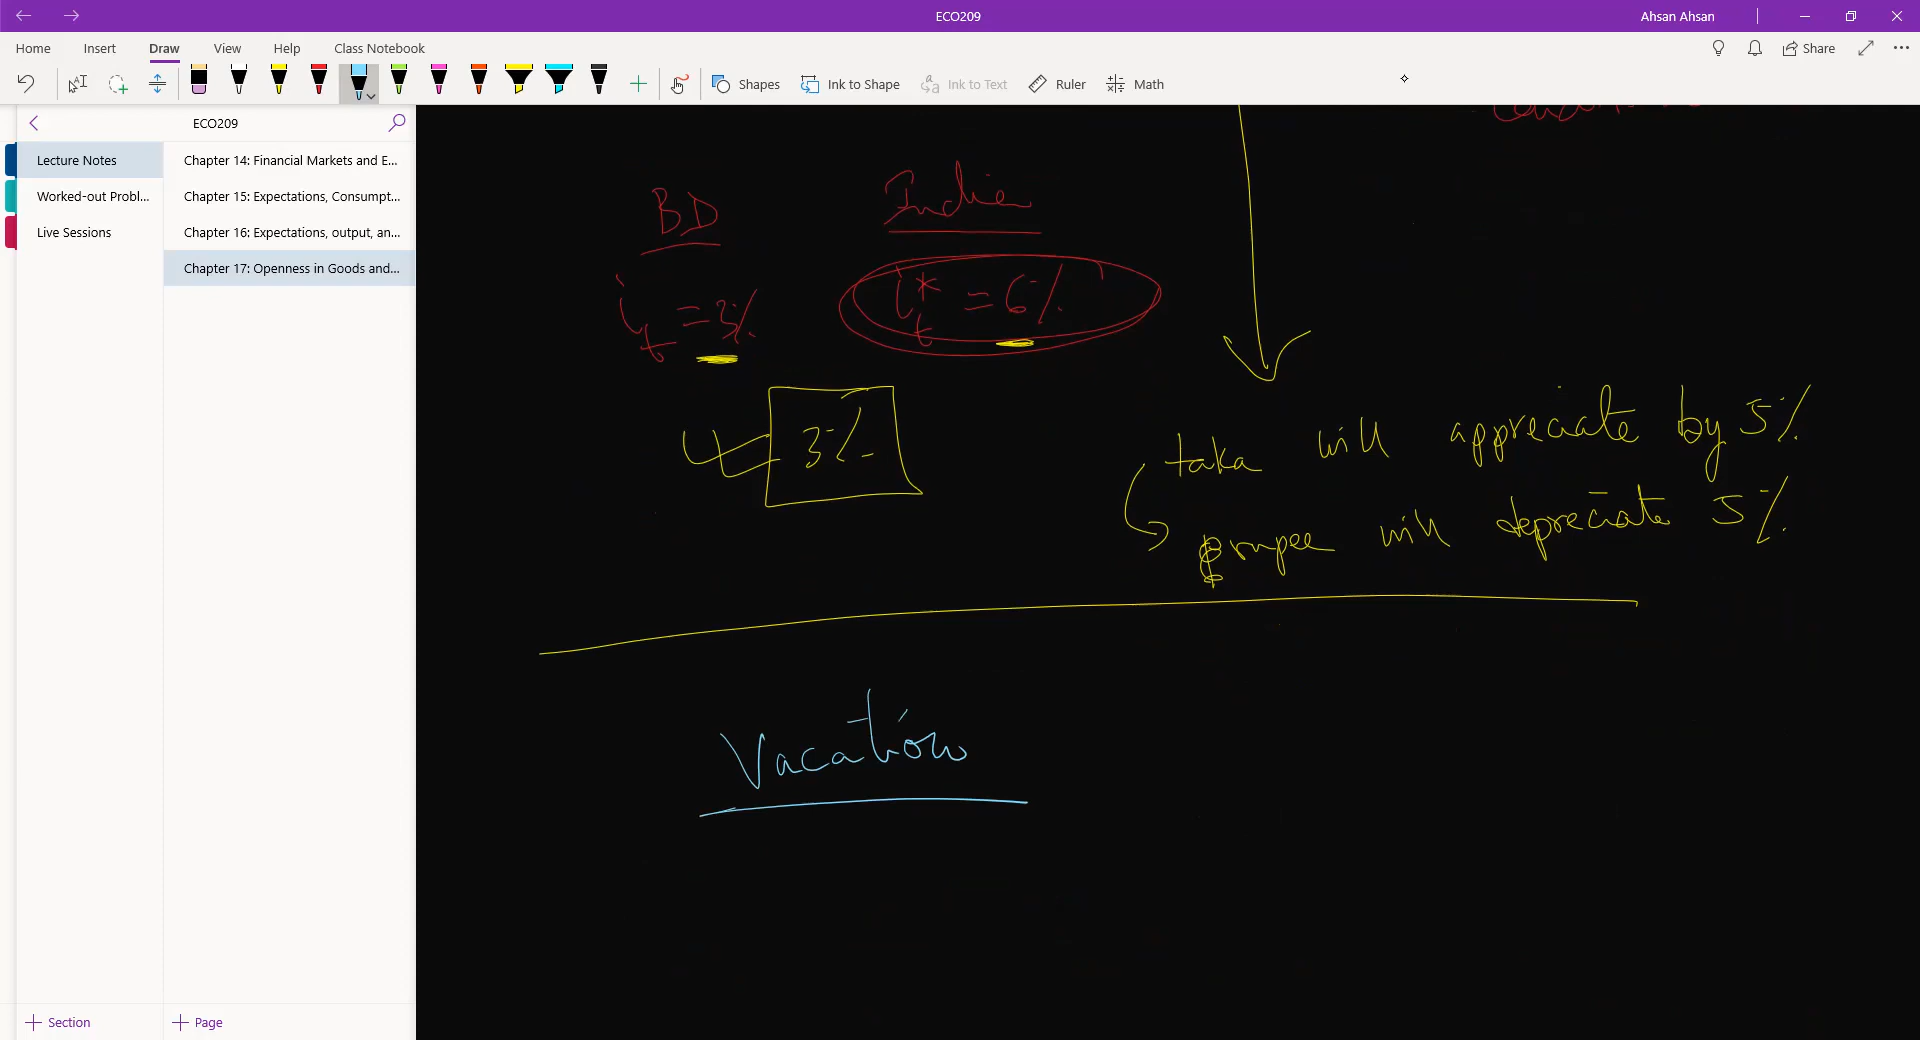 ECO209
Ahsan Ahsan
Home Insert Draw View Help Class Notebook
Share
Shapes Ink to Shape Ink to Text Ruler Math
ECO209
Lecture Notes
Worked-out Probl...
Live Sessions
Chapter 14: Financial Markets and E...
Chapter 15: Expectations, Consumpt...
Chapter 16: Expectations, output, an...
Chapter 17: Openness in Goods and...
BD India
i_t = 3% i*_t = 6%
3%
taka will appreciate by 5%
rupee will depreciate 5%
Vacation
Section
Page